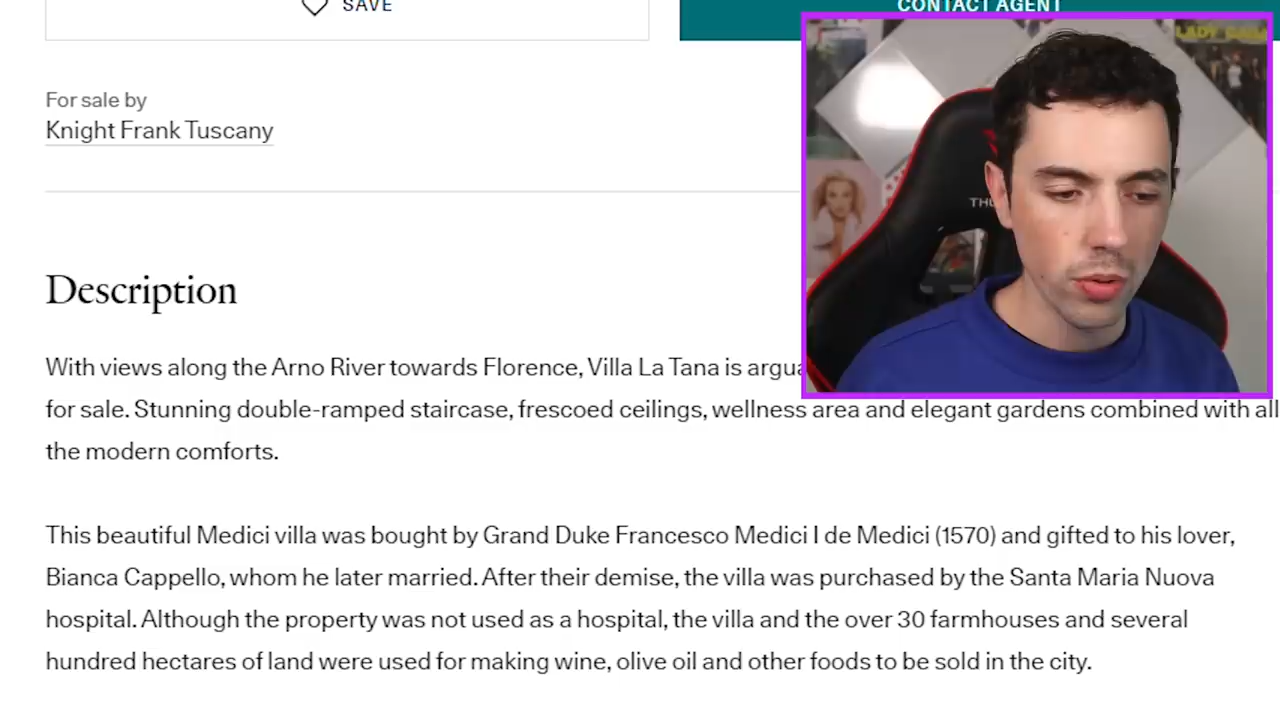 SAVE
CONTACT AGENT
For sale by
Knight Frank Tuscany
Description
With views along the Arno River towards Florence, Villa La Tana is
for sale. Stunning double-ramped staircase, frescoed ceilings, wellness area and elegant gardens combined with all
the modern comforts.
This beautiful Medici villa was bought by Grand Duke Francesco Medici I de Medici (1570) and gifted to his lover,
Bianca Cappello, whom he later married. After their demise, the villa was purchased by the Santa Maria Nuova
hospital. Although the property was not used as a hospital, the villa and the over 30 farmhouses and several
hundred hectares of land were used for making wine, olive oil and other foods to be sold in the city.